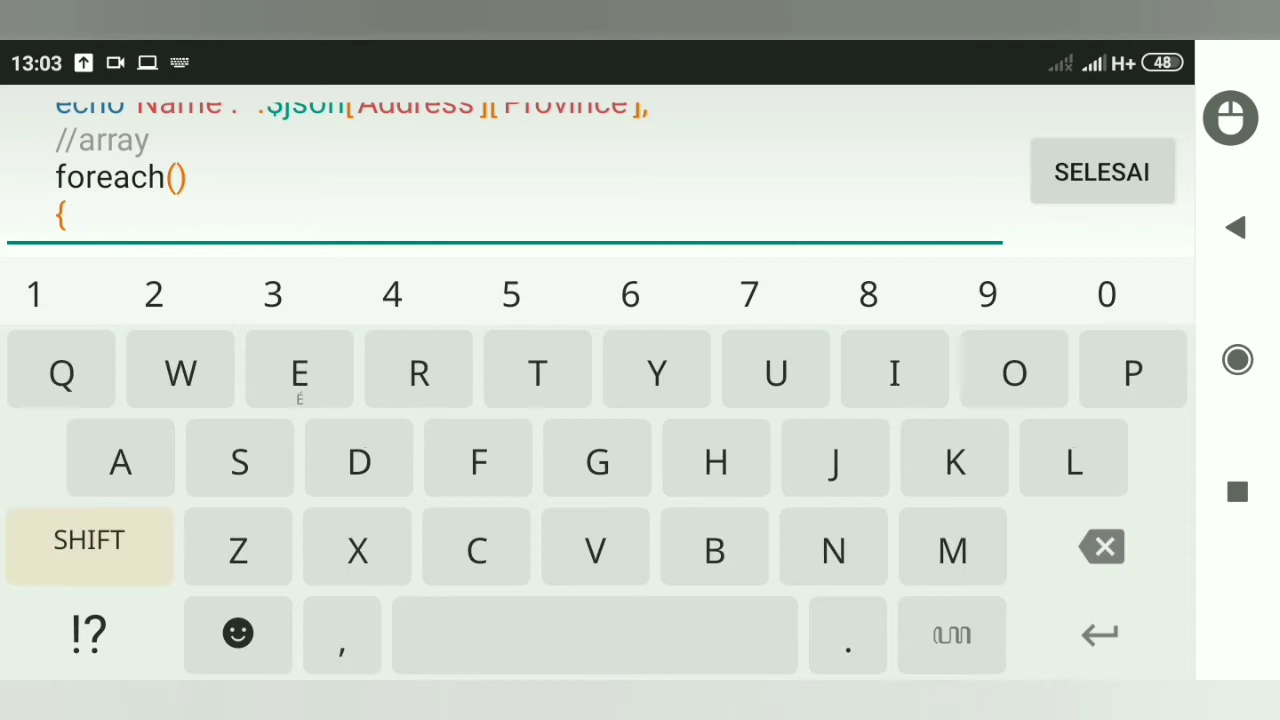 13:03 H+ 48
echo "Name : ".$json['Address']['Province'];
//array
foreach()
{
SELESAI
1 2 3 4 5 6 7 8 9 0
Q W E R T Y U I O P
É
A S D F G H J K L
SHIFT Z X C V B N M
!? , .